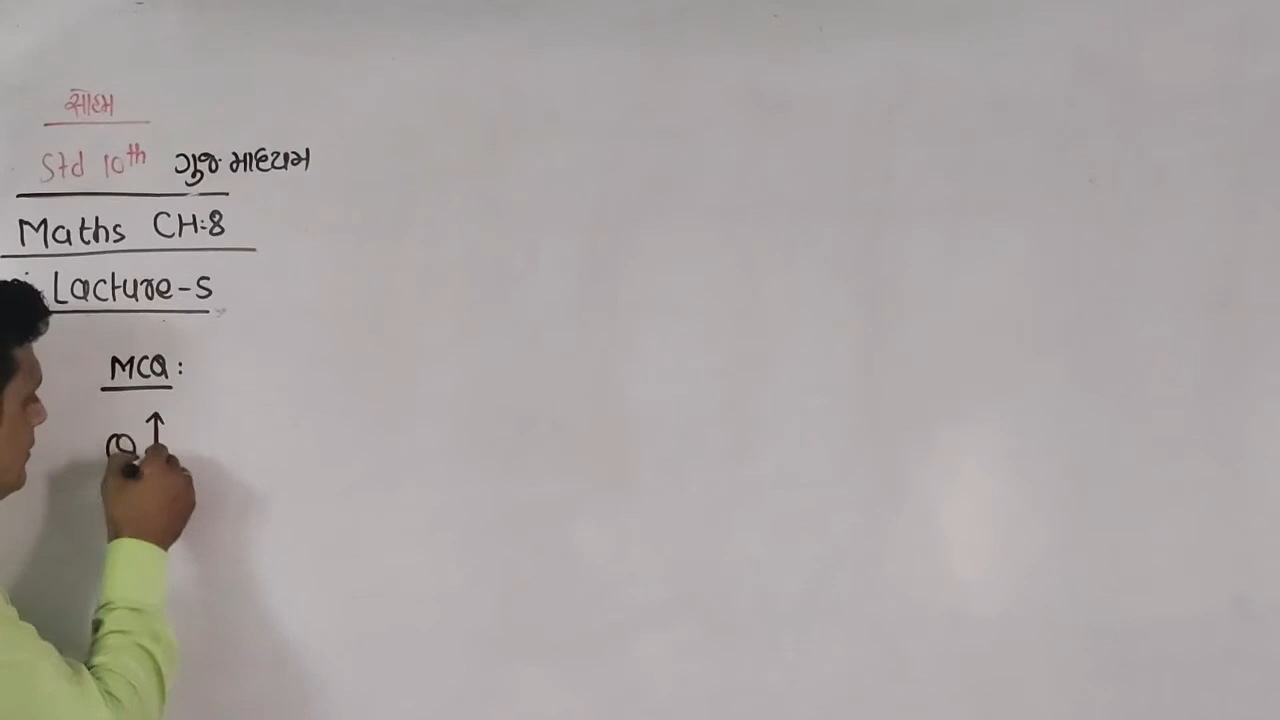 સોહમ
Std 10th ગુજ માધ્યમ
Maths CH:8
Lacture-5
MCQ:
θ ↑